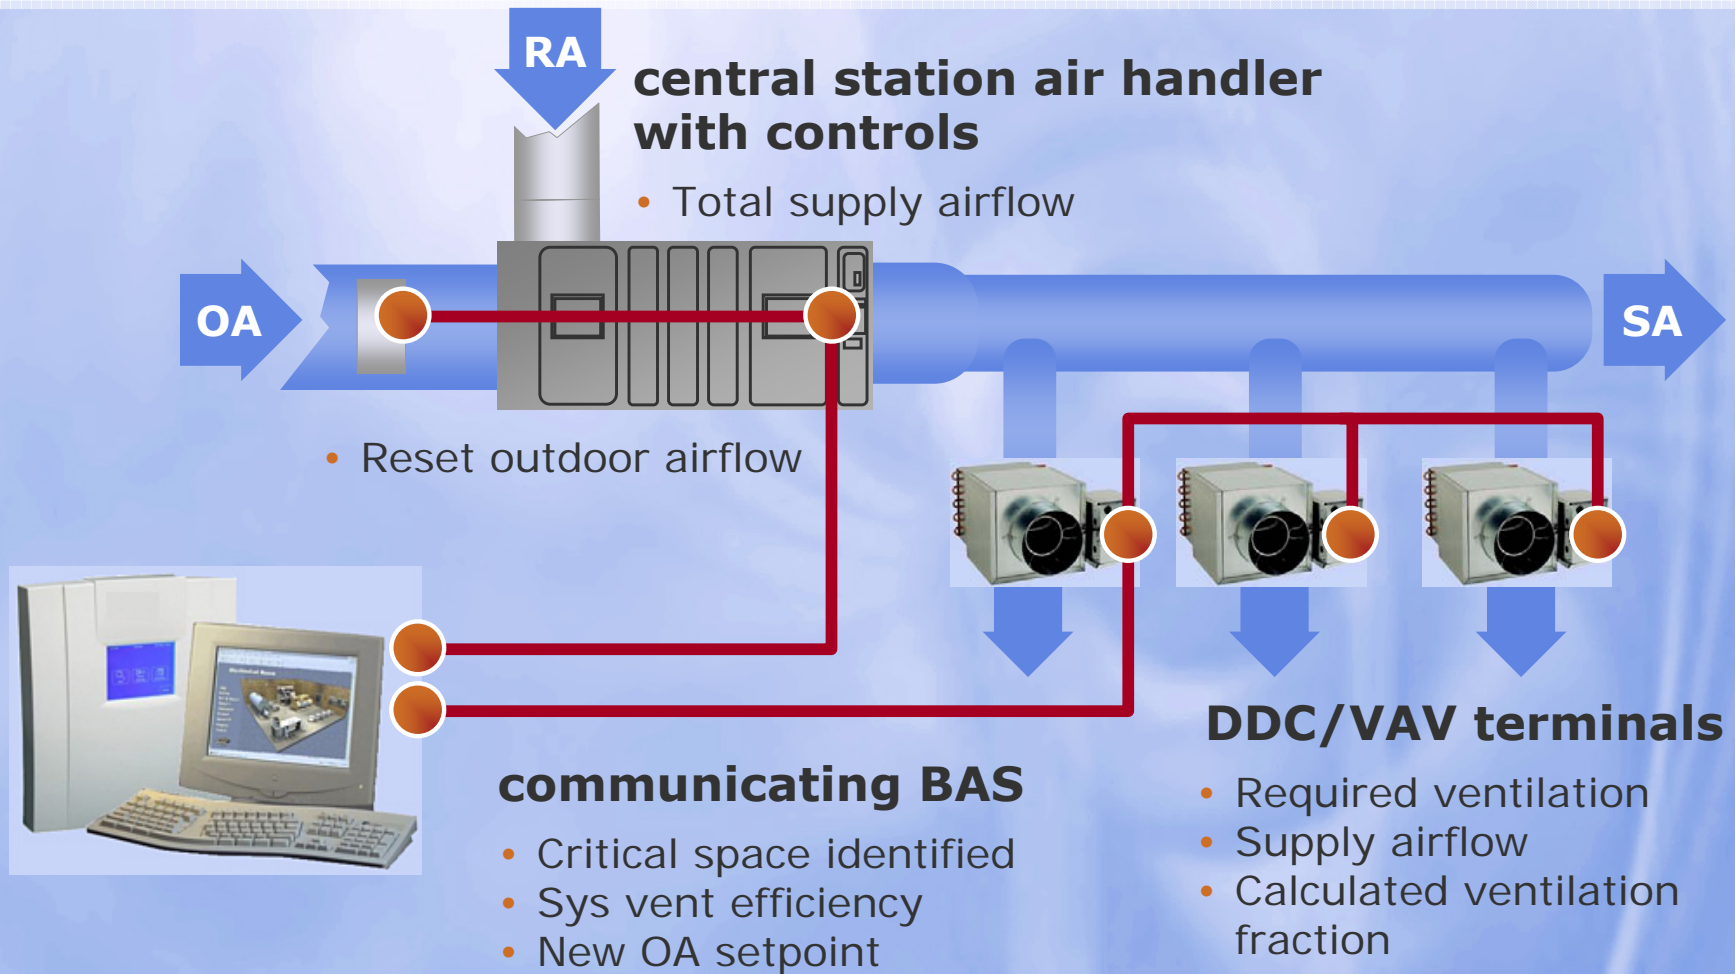 RA
central station air handler
with controls
• Total supply airflow
OA
SA
• Reset outdoor airflow
DDC/VAV terminals
• Required ventilation
• Supply airflow
• Calculated ventilation
fraction
communicating BAS
• Critical space identified
• Sys vent efficiency
• New OA setpoint